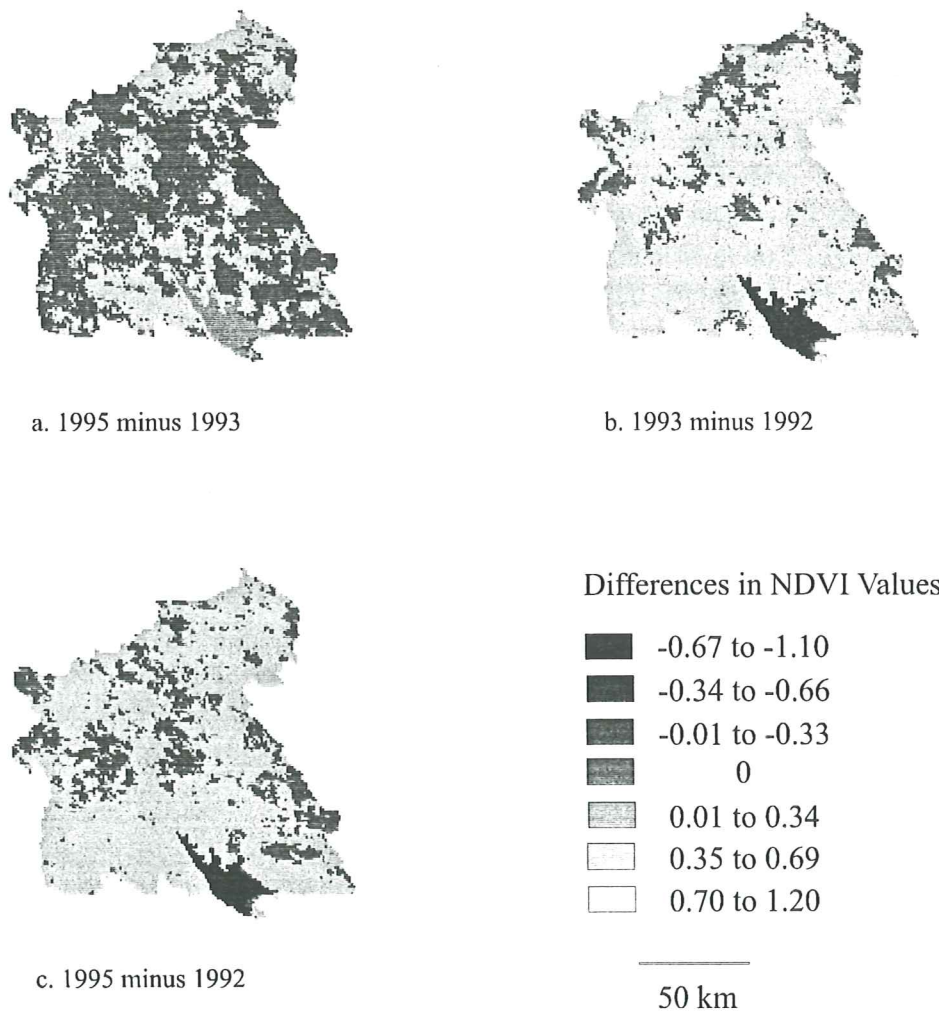 a. 1995 minus 1993
b. 1993 minus 1992
c. 1995 minus 1992
Differences in NDVI Values
-0.67 to -1.10
-0.34 to -0.66
-0.01 to -0.33
0
0.01 to 0.34
0.35 to 0.69
0.70 to 1.20
50 km